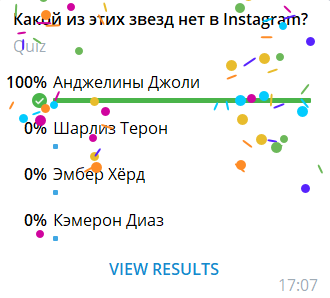 Какой из этих звезд нет в Instagram?
Quiz
100% Анджелины Джоли
0% Шарлиз Терон
0% Эмбер Хёрд
0% Кэмерон Диаз
VIEW RESULTS
17:07